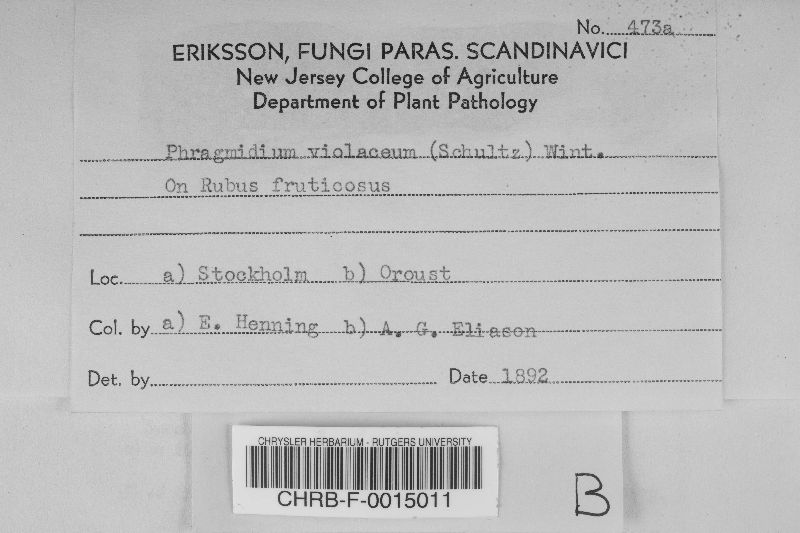 No. 473a
ERIKSSON, FUNGI PARAS. SCANDINAVICI
New Jersey College of Agriculture
Department of Plant Pathology
Phragmidium violaceum (Schultz) Wint.
On Rubus fruticosus
Loc. a) Stockholm b) Oroust
Col. by a) E. Henning b) A. G. Eliason
Det. by
Date 1892
CHRYSLER HERBARIUM - RUTGERS UNIVERSITY
CHRB-F-0015011
B